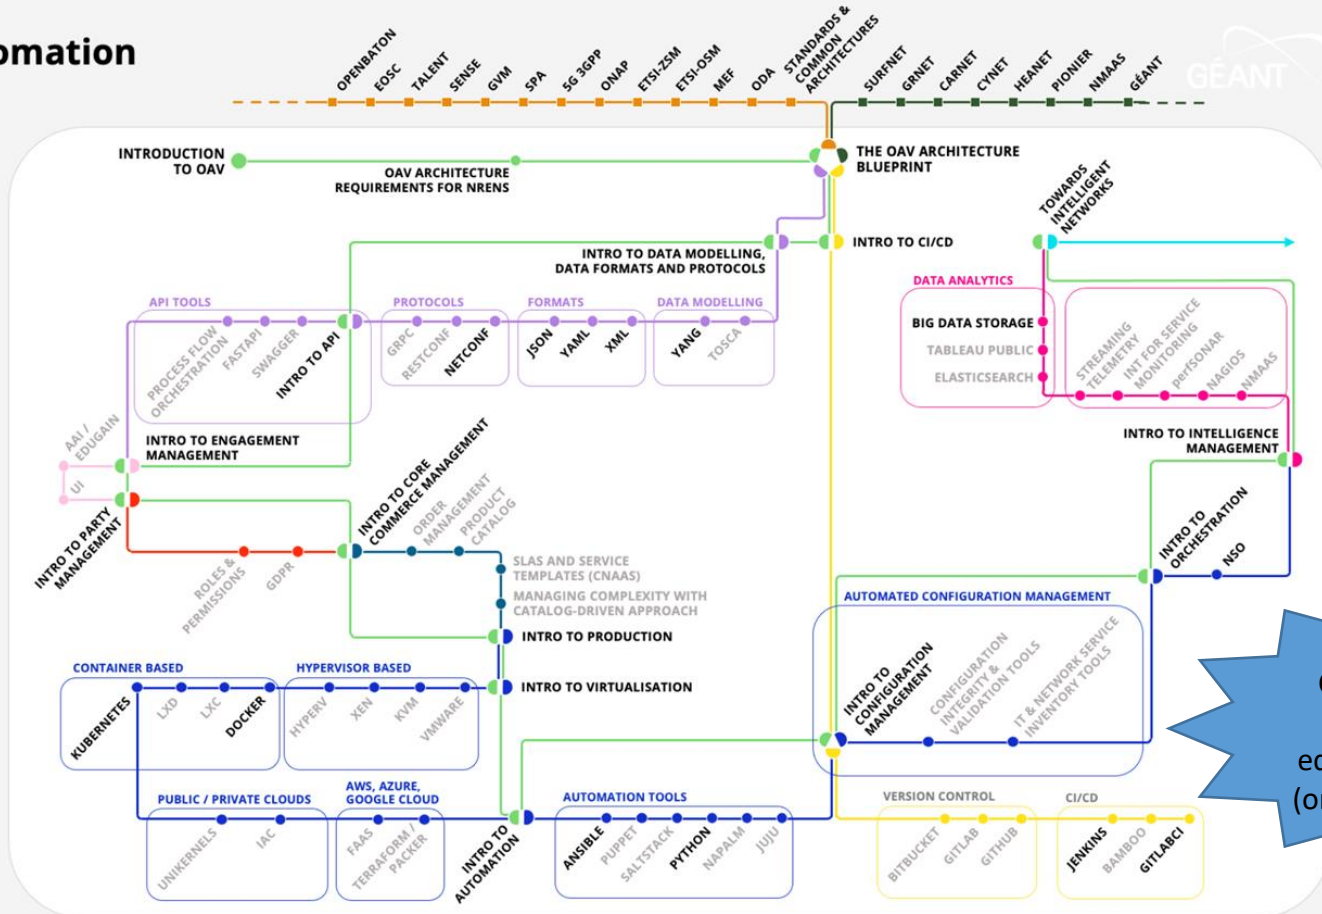 omation
OPENBATON
EOSC
TALENT
SENSE
GVM
SPA
5G 3GPP
ONAP
ETSI-ZSM
ETSI-OSM
MEF
ODA
STANDARDS &
COMMON
ARCHITECTURES
SURFNET
GRNET
CARNET
CYNET
HEANET
PIONIER
NMAAS
GÉANT
GÉANT
INTRODUCTION
TO OAV
OAV ARCHITECTURE
REQUIREMENTS FOR NRENS
THE OAV ARCHITECTURE
BLUEPRINT
TOWARDS
INTELLIGENT
NETWORKS
INTRO TO DATA MODELLING,
DATA FORMATS AND PROTOCOLS
INTRO TO CI/CD
API TOOLS
PROCESS FLOW
ORCHESTRATION
FASTAPI
SWAGGER
INTRO TO API
PROTOCOLS
GRPC
RESTCONF
NETCONF
FORMATS
JSON
YAML
XML
DATA MODELLING
YANG
TOSCA
DATA ANALYTICS
BIG DATA STORAGE
TABLEAU PUBLIC
ELASTICSEARCH
STREAMING
TELEMETRY
INT FOR SERVICE
MONITORING
perfSONAR
NAGIOS
NMAAS
AAI /
EDUGAIN
UI
INTRO TO ENGAGEMENT
MANAGEMENT
INTRO TO INTELLIGENCE
MANAGEMENT
INTRO TO PARTY
MANAGEMENT
ROLES &
PERMISSIONS
GDPR
INTRO TO CORE
COMMERCE MANAGEMENT
ORDER
MANAGEMENT
PRODUCT
CATALOG
SLAS AND SERVICE
TEMPLATES (CNAAS)
MANAGING COMPLEXITY WITH
CATALOG-DRIVEN APPROACH
INTRO TO
ORCHESTRATION
NSO
INTRO TO PRODUCTION
INTRO TO VIRTUALISATION
CONTAINER BASED
KUBERNETES
LXD
LXC
DOCKER
HYPERVISOR BASED
HYPERV
XEN
KVM
VMWARE
AUTOMATED CONFIGURATION MANAGEMENT
INTRO TO
CONFIGURATION
MANAGEMENT
CONFIGURATION
INTEGRITY &
VALIDATION TOOLS
IT & NETWORK SERVICE
INVENTORY TOOLS
PUBLIC / PRIVATE CLOUDS
UNIKERNELS
IAC
AWS, AZURE,
GOOGLE CLOUD
FAAS
TERRAFORM /
PACKER
INTRO TO
AUTOMATION
AUTOMATION TOOLS
ANSIBLE
PUPPET
SALTSTACK
PYTHON
NAPALM
JUJU
VERSION CONTROL
BITBUCKET
GITLAB
GITHUB
CI/CD
JENKINS
BAMBOO
GITLABCI